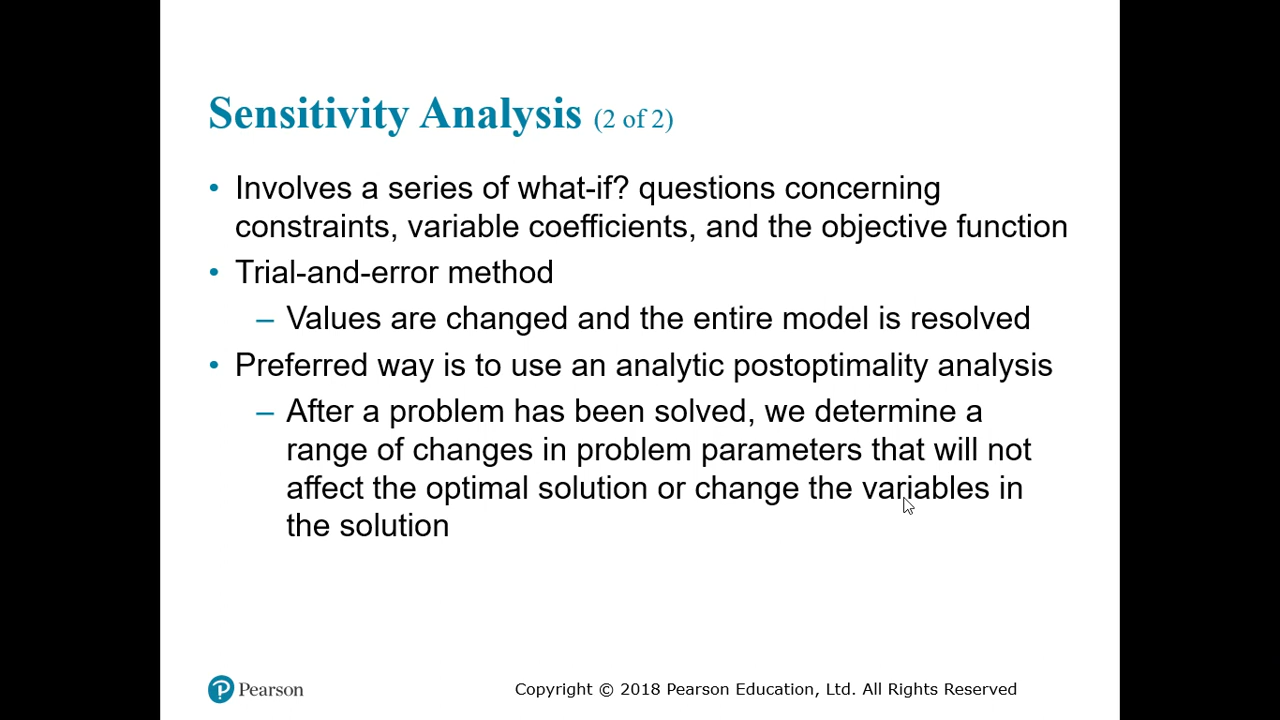 Sensitivity Analysis (2 of 2)
• Involves a series of what-if? questions concerning
constraints, variable coefficients, and the objective function
• Trial-and-error method
– Values are changed and the entire model is resolved
• Preferred way is to use an analytic postoptimality analysis
– After a problem has been solved, we determine a
range of changes in problem parameters that will not
affect the optimal solution or change the variables in
the solution
Pearson
Copyright © 2018 Pearson Education, Ltd. All Rights Reserved